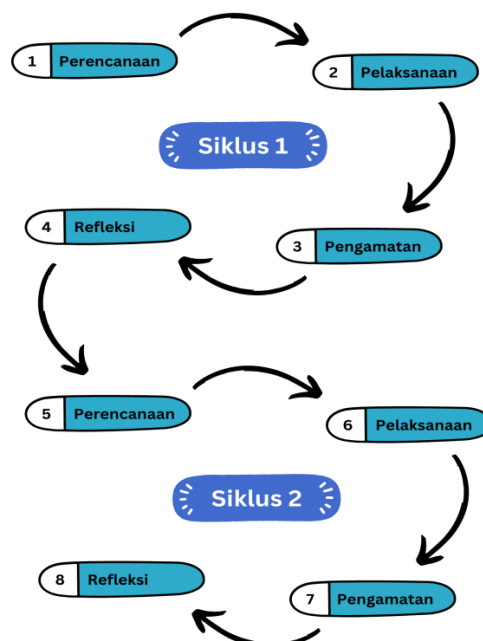 1 Perencanaan
2 Pelaksanaan
Siklus 1
4 Refleksi
3 Pengamatan
5 Perencanaan
6 Pelaksanaan
Siklus 2
8 Refleksi
7 Pengamatan